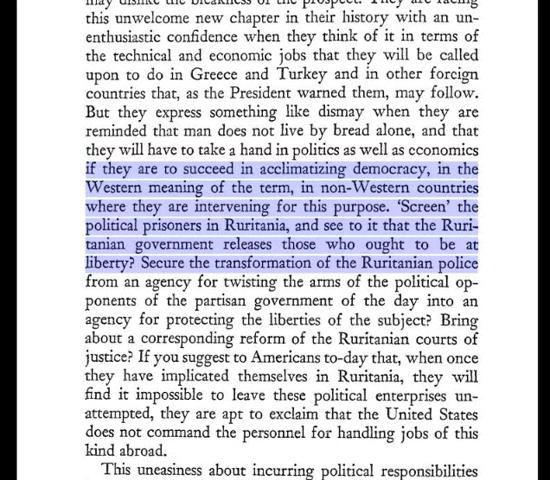 may dislike the bleakness of the prospect. They are facing
this unwelcome new chapter in their history with an un-
enthusiastic confidence when they think of it in terms of
the technical and economic jobs that they will be called
upon to do in Greece and Turkey and in other foreign
countries that, as the President warned them, may follow.
But they express something like dismay when they are
reminded that man does not live by bread alone, and that
they will have to take a hand in politics as well as economics
if they are to succeed in acclimatizing democracy, in the
Western meaning of the term, in non-Western countries
where they are intervening for this purpose. ‘Screen’ the
political prisoners in Ruritania, and see to it that the Ruri-
tanian government releases those who ought to be at
liberty? Secure the transformation of the Ruritanian police
from an agency for twisting the arms of the political op-
ponents of the partisan government of the day into an
agency for protecting the liberties of the subject? Bring
about a corresponding reform of the Ruritanian courts of
justice? If you suggest to Americans to-day that, when once
they have implicated themselves in Ruritania, they will
find it impossible to leave these political enterprises un-
attempted, they are apt to exclaim that the United States
does not command the personnel for handling jobs of this
kind abroad.
This uneasiness about incurring political responsibilities